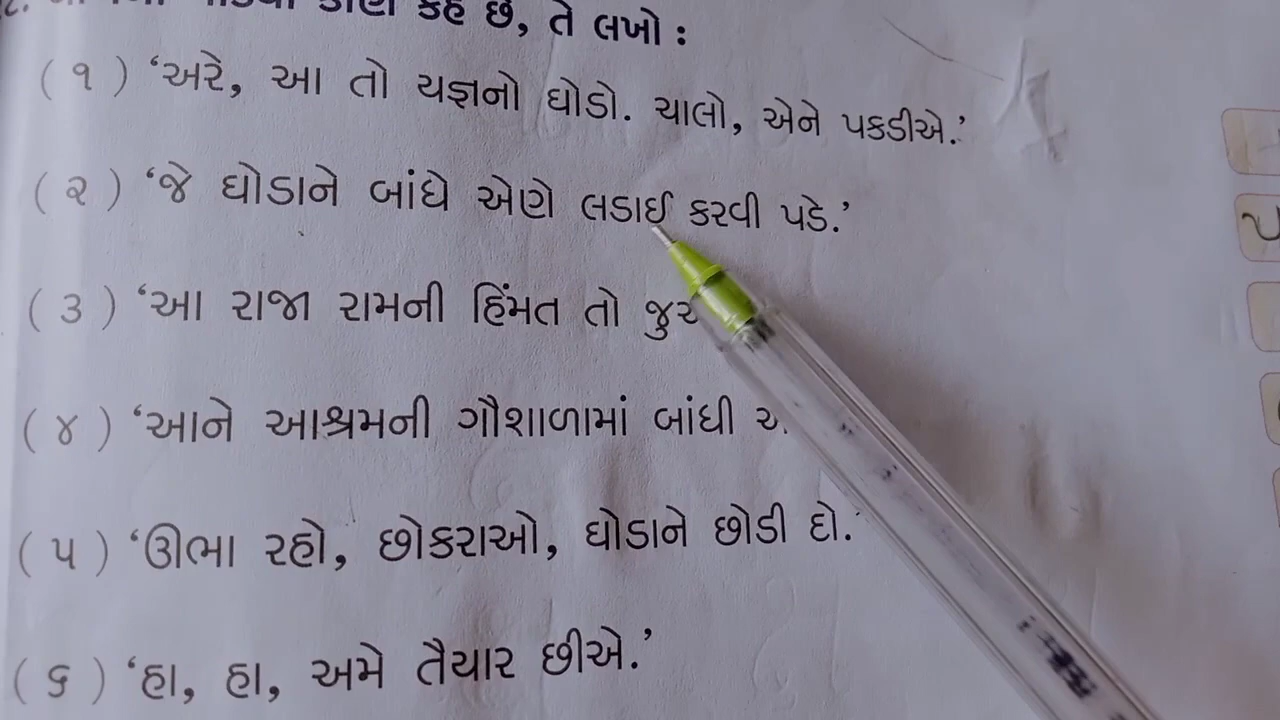 કોણ કહે છે, તે લખો :
(૧) ‘અરે, આ તો યજ્ઞનો ઘોડો. ચાલો, એને પકડીએ.’
(૨) ‘જે ઘોડાને બાંધે એણે લડાઈ કરવી પડે.’
(૩) ‘આ રાજા રામની હિંમત તો
(૪) ‘આને આશ્રમની ગૌશાળામાં બાંધી
(૫) ‘ઊભા રહો, છોકરાઓ, ઘોડાને છોડી દો.’
(૬) ‘હા, હા, અમે તૈયાર છીએ.’